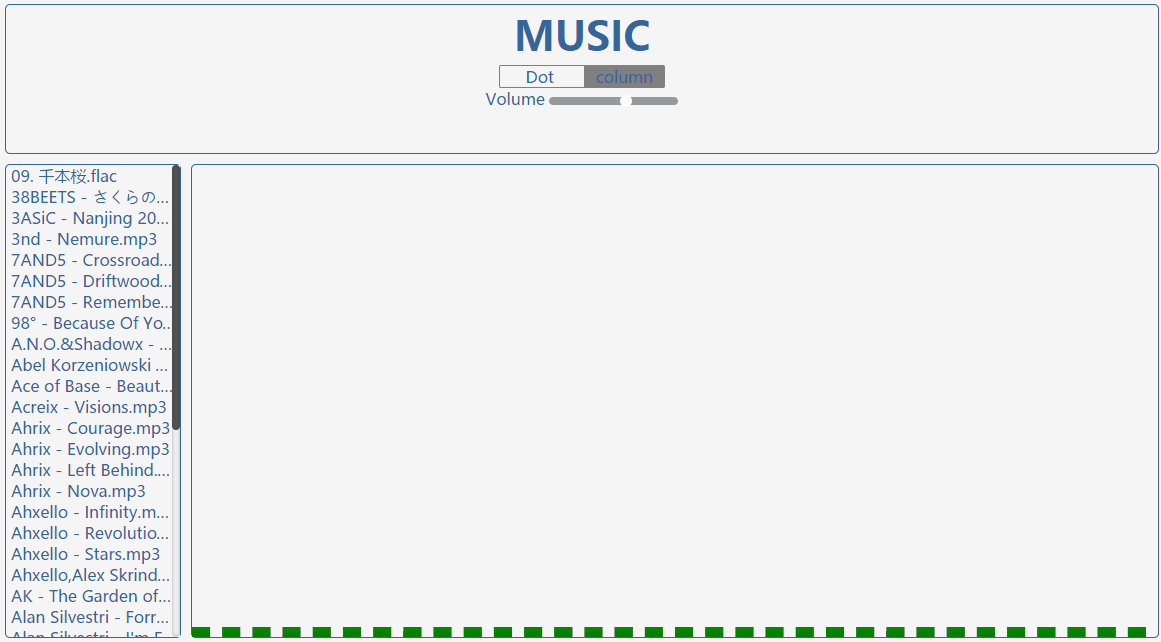 MUSIC
Dot column
Volume
09. 千本桜.flac
38BEETS - さくらの...
3ASiC - Nanjing 20...
3nd - Nemure.mp3
7AND5 - Crossroad...
7AND5 - Driftwood...
7AND5 - Remembe...
98° - Because Of Yo...
A.N.O.&Shadowx - ...
Abel Korzeniowski ...
Ace of Base - Beaut...
Acreix - Visions.mp3
Ahrix - Courage.mp3
Ahrix - Evolving.mp3
Ahrix - Left Behind....
Ahrix - Nova.mp3
Ahxello - Infinity.m...
Ahxello - Revolutio...
Ahxello - Stars.mp3
Ahxello,Alex Skrind...
AK - The Garden of...
Alan Silvestri - Forr...
Alan Silvestri - I'm F...